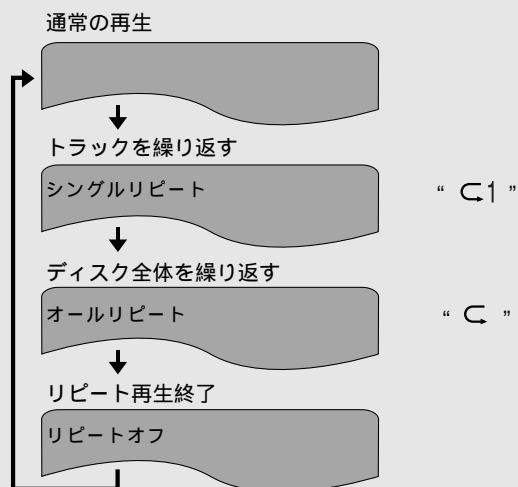 通常の再生
トラックを繰り返す
シングルリピート
“ ⊂1 ”
ディスク全体を繰り返す
オールリピート
“ ⊂ ”
リピート再生終了
リピートオフ